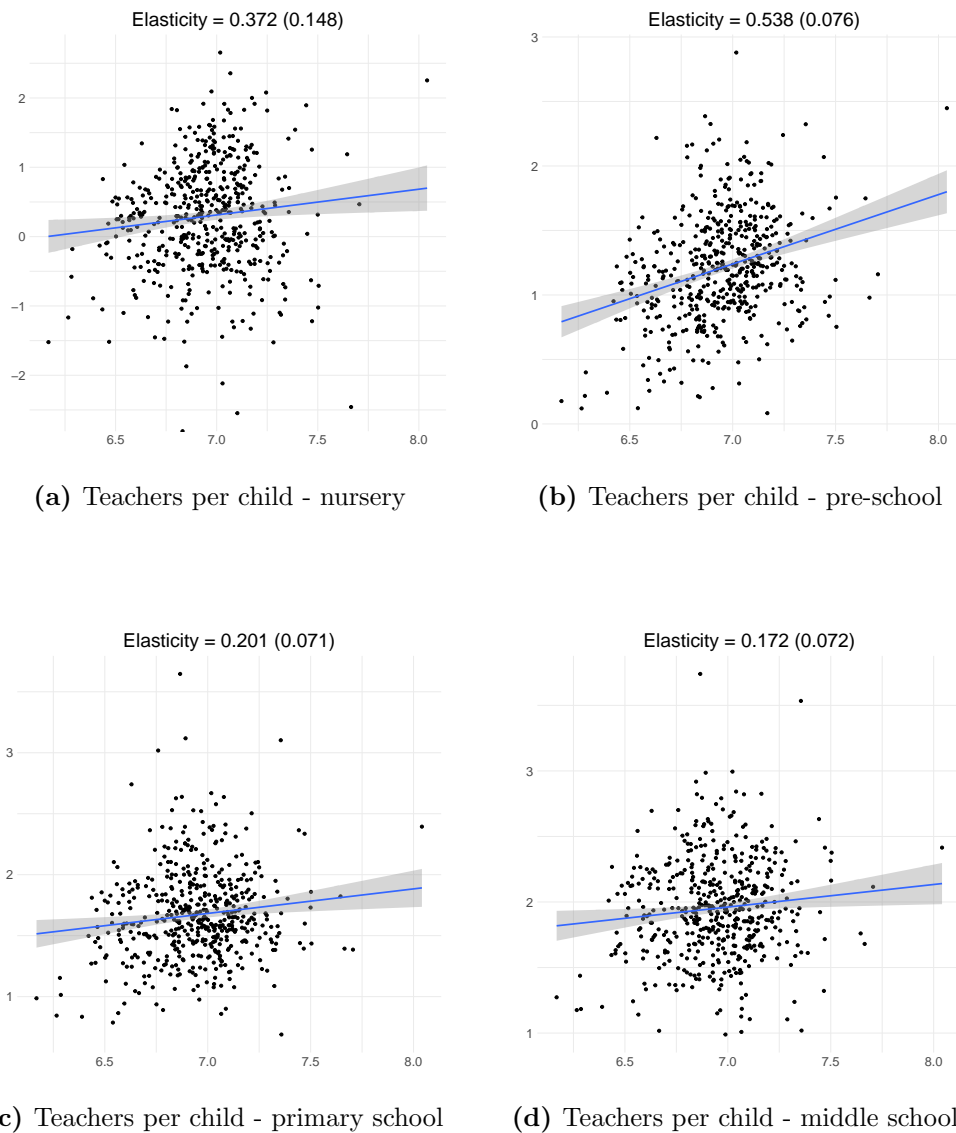 Elasticity = 0.372 (0.148)
2
1
0
−1
−2
6.5 7.0 7.5 8.0
(a) Teachers per child - nursery
Elasticity = 0.538 (0.076)
3
2
1
0
6.5 7.0 7.5 8.0
(b) Teachers per child - pre-school
Elasticity = 0.201 (0.071)
3
2
1
6.5 7.0 7.5 8.0
c) Teachers per child - primary school
Elasticity = 0.172 (0.072)
3
2
1
6.5 7.0 7.5 8.0
(d) Teachers per child - middle school